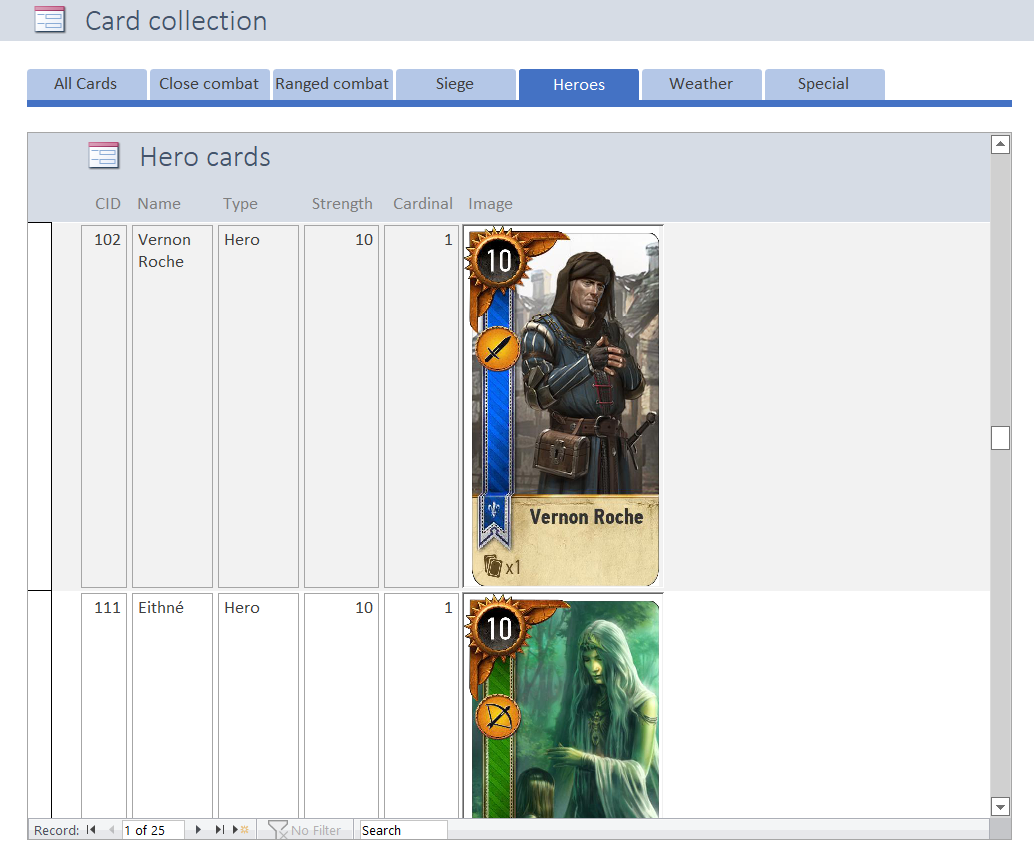 Card collection
All Cards Close combat Ranged combat Siege Heroes Weather Special
Hero cards
CID Name Type Strength Cardinal Image
102 Vernon Roche Hero 10 1
10
Vernon Roche
x1
111 Eithné Hero 10 1
10
Record: 1 of 25 No Filter Search